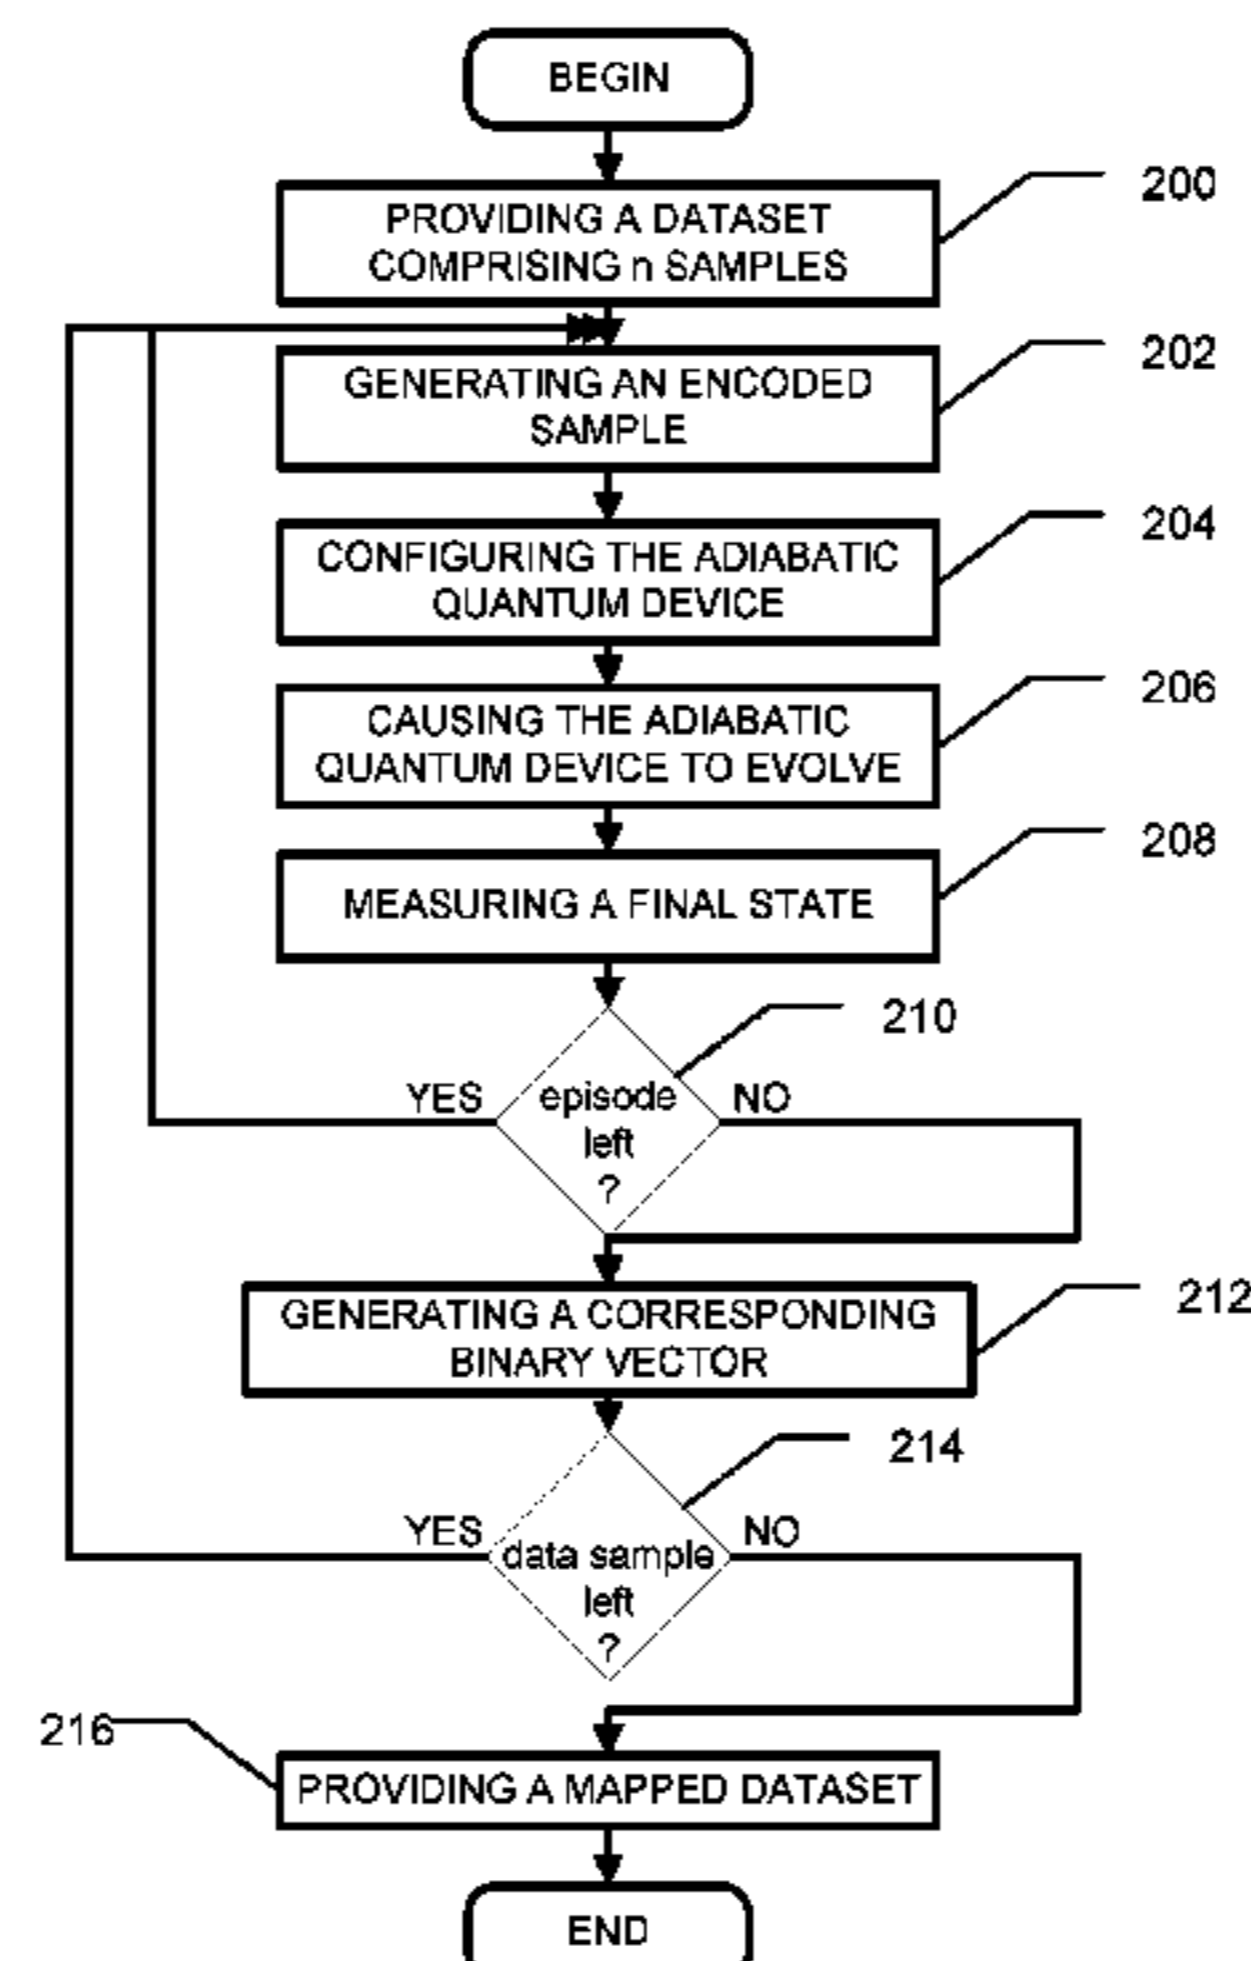 BEGIN
PROVIDING A DATASET
COMPRISING n SAMPLES
200
GENERATING AN ENCODED
SAMPLE
202
CONFIGURING THE ADIABATIC
QUANTUM DEVICE
204
CAUSING THE ADIABATIC
QUANTUM DEVICE TO EVOLVE
206
MEASURING A FINAL STATE
208
210
YES
episode
left
?
NO
GENERATING A CORRESPONDING
BINARY VECTOR
212
214
YES
data sample
left
?
NO
216
PROVIDING A MAPPED DATASET
END